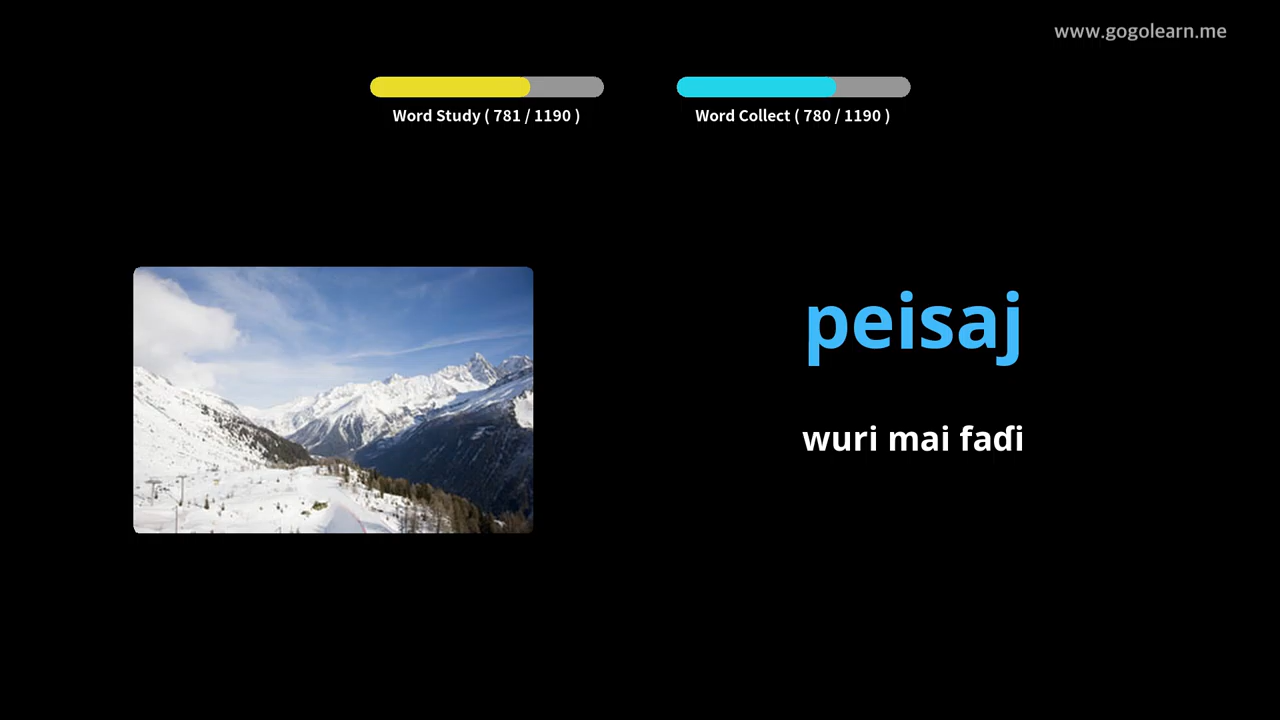 www.gogolearn.me
Word Study ( 781 / 1190 )
Word Collect ( 780 / 1190 )
peisaj
wuri mai faɗi